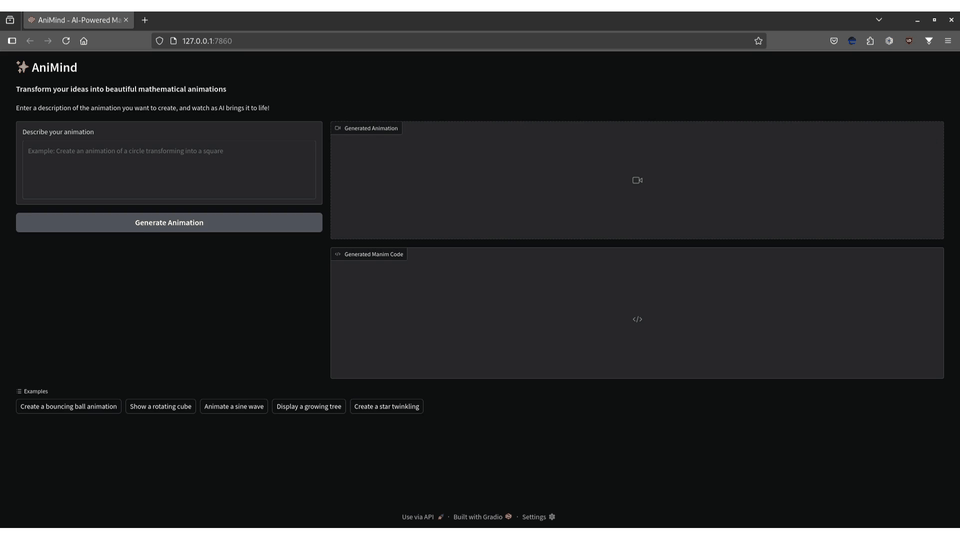 AniMind - AI-Powered Ma
127.0.0.1:7860
AniMind
Transform your ideas into beautiful mathematical animations
Enter a description of the animation you want to create, and watch as AI brings it to life!
Describe your animation
Example: Create an animation of a circle transforming into a square
Generate Animation
Generated Animation
Generated Manim Code
Examples
Create a bouncing ball animation
Show a rotating cube
Animate a sine wave
Display a growing tree
Create a star twinkling
Use via API · Built with Gradio · Settings